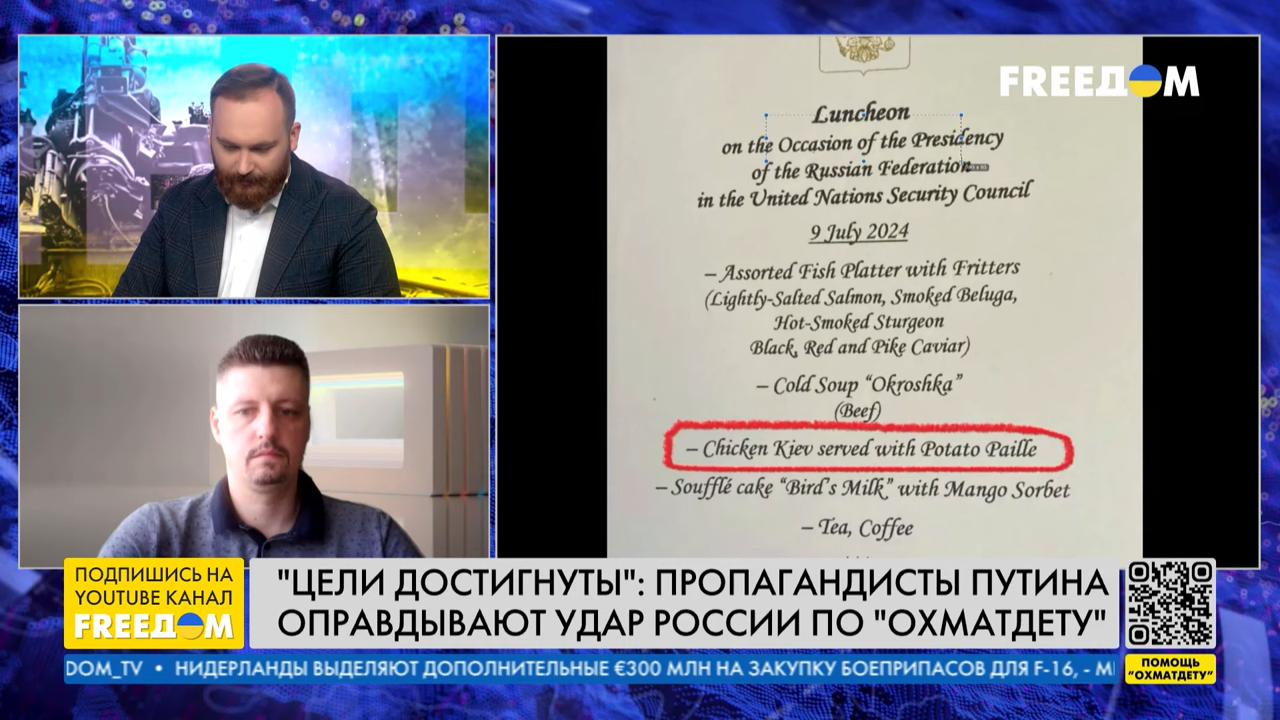 FREEДOM
Luncheon
on the Occasion of the Presidency
of the Russian Federation
in the United Nations Security Council
9 July 2024
– Assorted Fish Platter with Fritters
(Lightly-Salted Salmon, Smoked Beluga,
Hot-Smoked Sturgeon
Black, Red and Pike Caviar)
– Cold Soup “Okroshka”
(Beef)
– Chicken Kiev served with Potato Paille
– Soufflé cake “Bird’s Milk” with Mango Sorbet
– Tea, Coffee
ПОДПИШИСЬ НА
YOUTUBE КАНАЛ
FREEДOM
"ЦЕЛИ ДОСТИГНУТЫ": ПРОПАГАНДИСТЫ ПУТИНА
ОПРАВДЫВАЮТ УДАР РОССИИ ПО "ОХМАТДЕТУ"
DOM_TV • НИДЕРЛАНДЫ ВЫДЕЛЯЮТ ДОПОЛНИТЕЛЬНЫЕ €300 МЛН НА ЗАКУПКУ БОЕПРИПАСОВ ДЛЯ F-16, - М
ПОМОЩЬ
"ОХМАТДЕТУ"